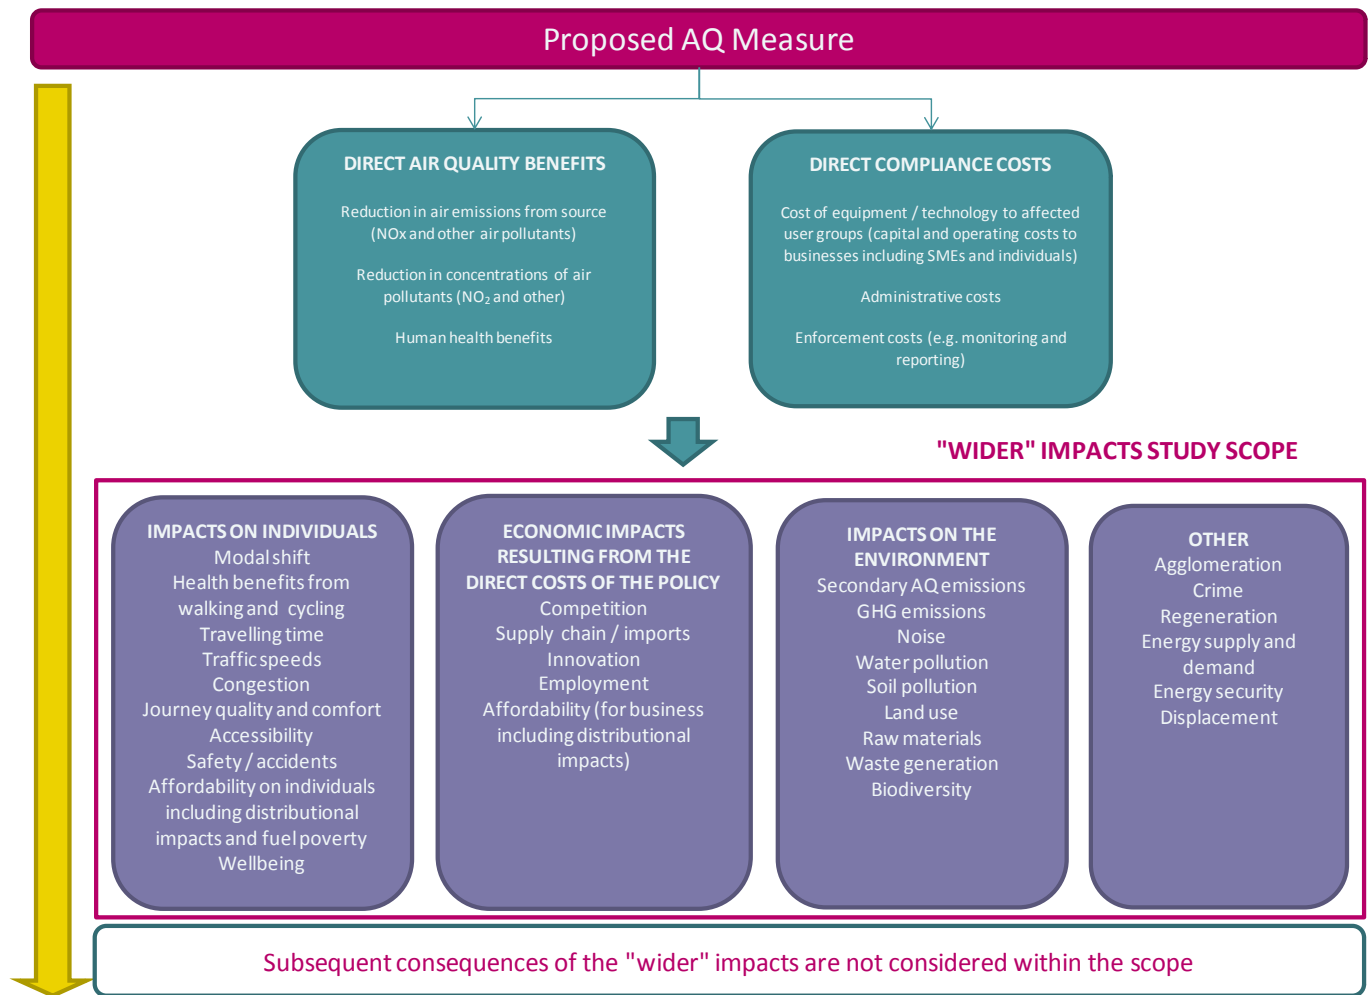 Proposed AQ Measure
DIRECT AIR QUALITY BENEFITS
Reduction in air emissions from source
(NOx and other air pollutants)
Reduction in concentrations of air
pollutants (NO₂ and other)
Human health benefits
DIRECT COMPLIANCE COSTS
Cost of equipment / technology to affected
user groups (capital and operating costs to
businesses including SMEs and individuals)
Administrative costs
Enforcement costs (e.g. monitoring and
reporting)
"WIDER" IMPACTS STUDY SCOPE
IMPACTS ON INDIVIDUALS
Modal shift
Health benefits from
walking and cycling
Travelling time
Traffic speeds
Congestion
Journey quality and comfort
Accessibility
Safety / accidents
Affordability on individuals
including distributional
impacts and fuel poverty
Wellbeing
ECONOMIC IMPACTS
RESULTING FROM THE
DIRECT COSTS OF THE POLICY
Competition
Supply chain / imports
Innovation
Employment
Affordability (for business
including distributional
impacts)
IMPACTS ON THE
ENVIRONMENT
Secondary AQ emissions
GHG emissions
Noise
Water pollution
Soil pollution
Land use
Raw materials
Waste generation
Biodiversity
OTHER
Agglomeration
Crime
Regeneration
Energy supply and
demand
Energy security
Displacement
Subsequent consequences of the "wider" impacts are not considered within the scope